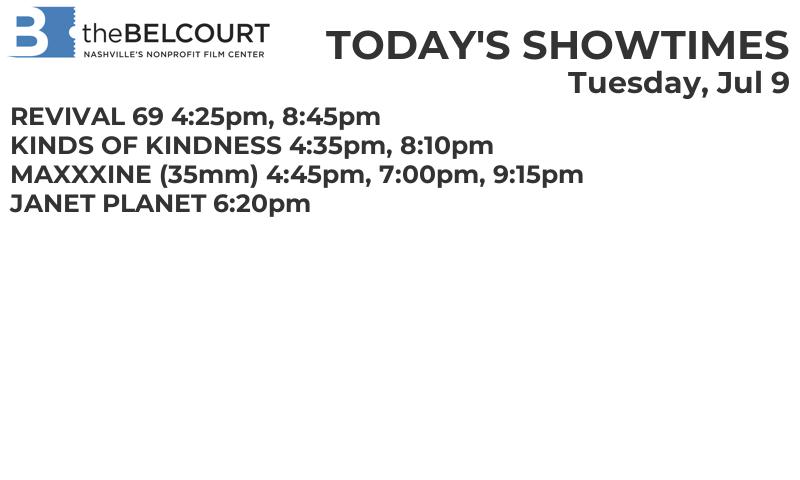 B theBELCOURT
NASHVILLE'S NONPROFIT FILM CENTER
TODAY'S SHOWTIMES
Tuesday, Jul 9
REVIVAL 69 4:25pm, 8:45pm
KINDS OF KINDNESS 4:35pm, 8:10pm
MAXXXINE (35mm) 4:45pm, 7:00pm, 9:15pm
JANET PLANET 6:20pm